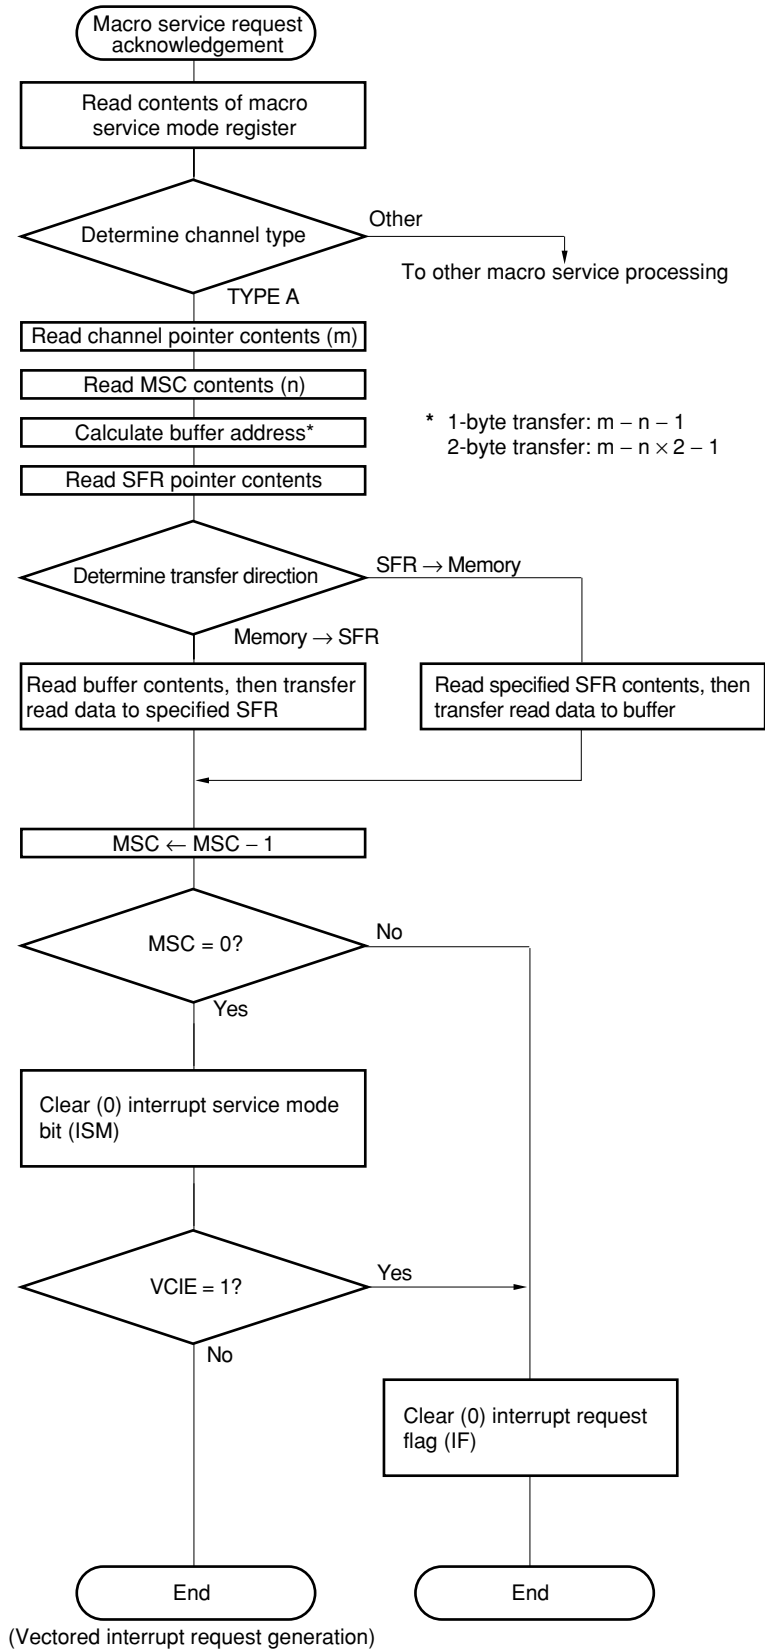 Macro service request
acknowledgement
Read contents of macro
service mode register
Determine channel type
Other
To other macro service processing
TYPE A
Read channel pointer contents (m)
Read MSC contents (n)
Calculate buffer address*
* 1-byte transfer: m − n − 1
2-byte transfer: m − n × 2 − 1
Read SFR pointer contents
Determine transfer direction
SFR → Memory
Memory → SFR
Read buffer contents, then transfer
read data to specified SFR
Read specified SFR contents, then
transfer read data to buffer
MSC ← MSC − 1
MSC = 0?
No
Yes
Clear (0) interrupt service mode
bit (ISM)
VCIE = 1?
Yes
No
Clear (0) interrupt request
flag (IF)
End
End
(Vectored interrupt request generation)